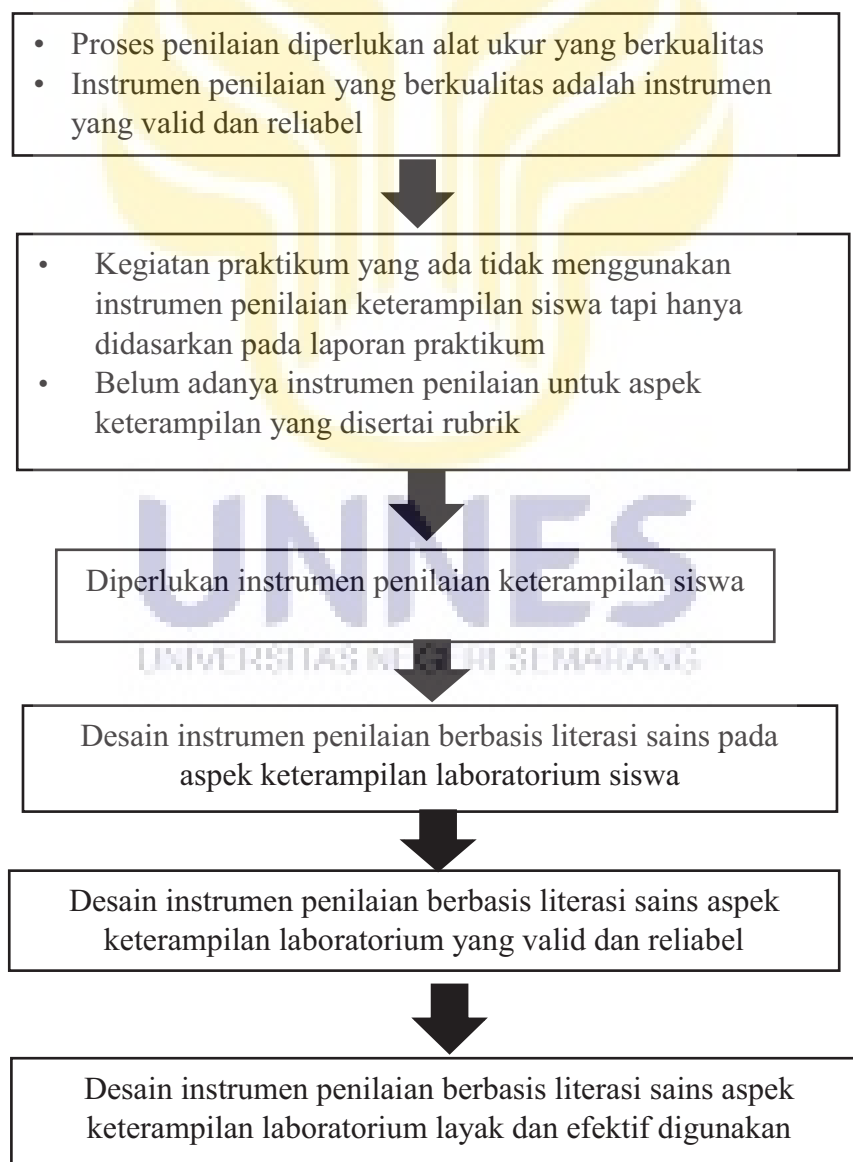 • Proses penilaian diperlukan alat ukur yang berkualitas
• Instrumen penilaian yang berkualitas adalah instrumen
yang valid dan reliabel
• Kegiatan praktikum yang ada tidak menggunakan
instrumen penilaian keterampilan siswa tapi hanya
didasarkan pada laporan praktikum
• Belum adanya instrumen penilaian untuk aspek
keterampilan yang disertai rubrik
UNNES
Diperlukan instrumen penilaian keterampilan siswa
UNIVERSITAS NEGERI SEMARANG
Desain instrumen penilaian berbasis literasi sains pada
aspek keterampilan laboratorium siswa
Desain instrumen penilaian berbasis literasi sains aspek
keterampilan laboratorium yang valid dan reliabel
Desain instrumen penilaian berbasis literasi sains aspek
keterampilan laboratorium layak dan efektif digunakan